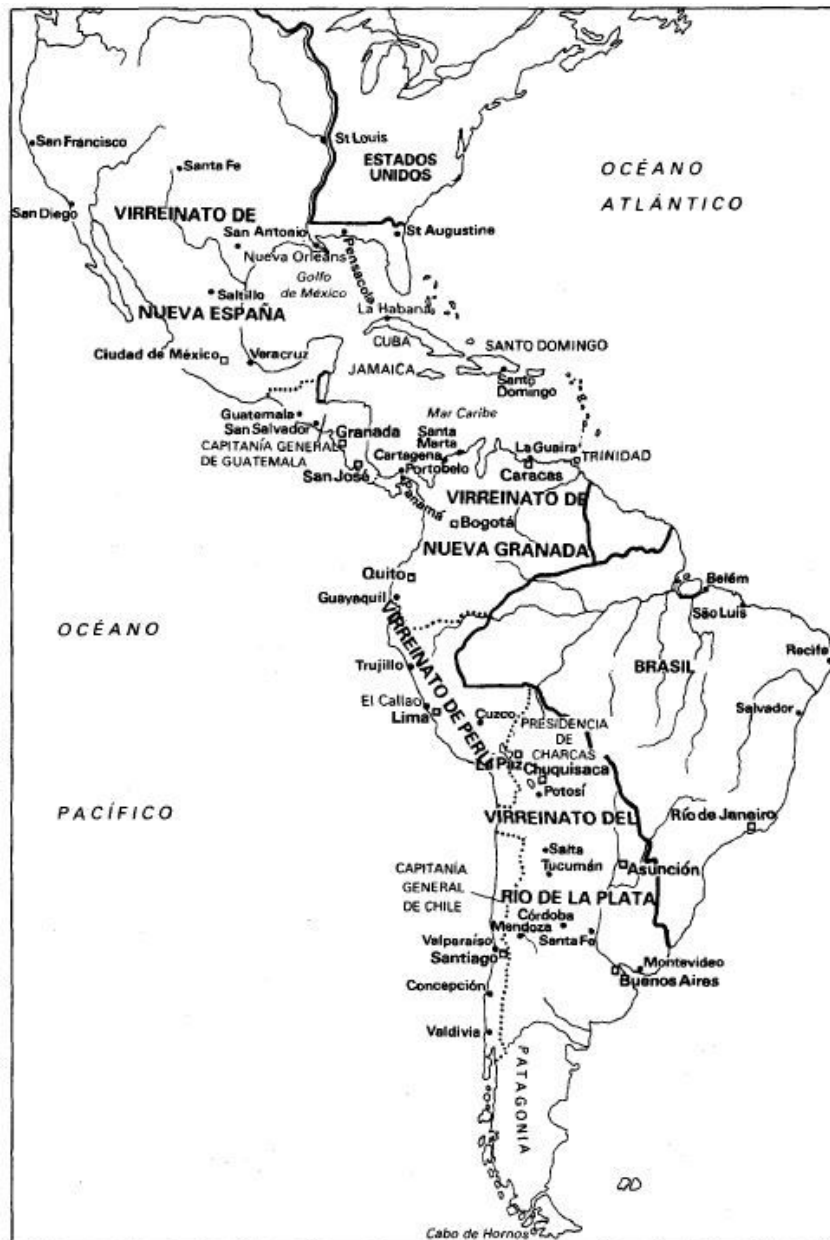 San Francisco
St Louis
ESTADOS
UNIDOS
Santa Fe
OCÉANO
ATLÁNTICO
San Diego
VIRREINATO DE
San Antonio
St Augustine
Nueva Orleáns
Pensacola
Golfo
de México
Saltillo
La Habana
NUEVA ESPAÑA
CUBA
SANTO DOMINGO
Ciudad de México
Veracruz
JAMAICA
Santo
Domingo
Mar Caribe
Guatemala
San Salvador
Granada
Santa
Marta
CAPITANÍA GENERAL
DE GUATEMALA
Cartagena
La Guaira
TRINIDAD
San José
Portobelo
Caracas
Panamá
VIRREINATO DE
Bogotá
NUEVA GRANADA
Quito
Belém
Guayaquil
São Luis
OCÉANO
VIRREINATO DE PERÚ
Trujillo
BRASIL
Recife
El Callao
Lima
Cuzco
PRESIDENCIA
DE
CHARCAS
Salvador
La Paz
Chuquisaca
Potosí
PACÍFICO
VIRREINATO DEL
Río de Janeiro
Salta
Tucumán
Asunción
CAPITANÍA
GENERAL
DE CHILE
RIO DE LA PLATA
Córdoba
Mendoza
Santa Fe
Valparaíso
Santiago
Montevideo
Buenos Aires
Concepción
Valdivia
PATAGONIA
Cabo de Hornos